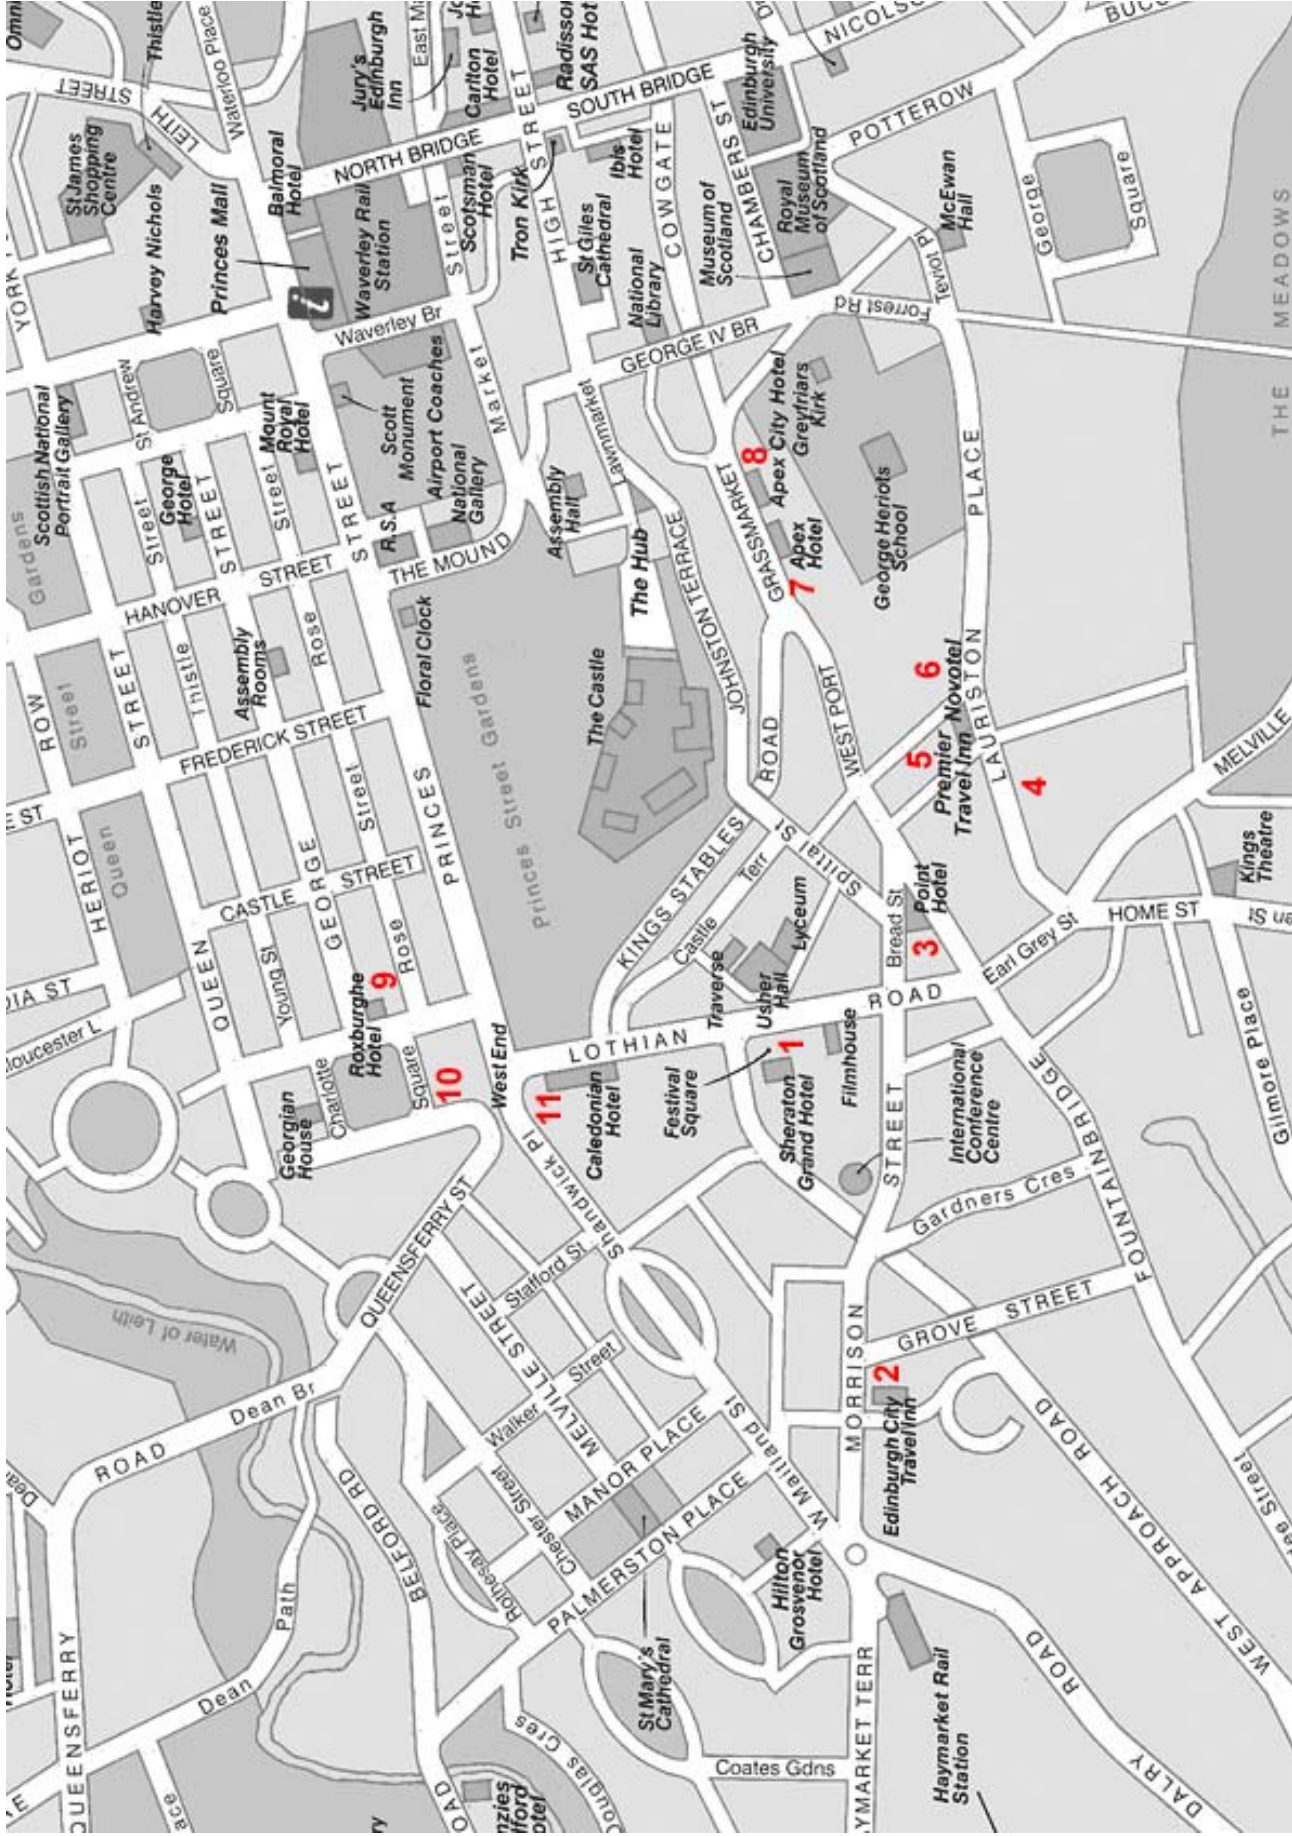 Omni
Thistle
Waterloo Place
STREET
LEITH
St James
Shopping
Centre
Harvey Nichols
Princes Mall
Balmoral
Hotel
Jury's
Edinburgh
Inn
Carlton
Hotel
Radisson
SAS Hot
NORTH BRIDGE
SOUTH BRIDGE
NICOLS
BUCC
Waverley Rail
Station
Scotsman
Hotel
Tron Kirk
HIGH STREET
Ibis
Hotel
COWGATE
CHAMBERS ST
Edinburgh
University
POTTEROW
St Giles
Cathedral
National
Library
Museum of
Scotland
Royal
Museum
of Scotland
McEwan
Hall
Teviot Pl
George
Square
THE MEADOWS
YORK
i
Waverley Br
Market Street
GEORGE IV BR
Forrest Rd
Scottish National
Portrait Gallery
St Andrew
Square
George
Hotel
Mount
Royal
Hotel
Scott
Monument
Airport Coaches
National
Gallery
R.S.A
Assembly
Hall
Lawnmarket
GRASSMARKET
8
Apex City Hotel
Greyfriars
Kirk
Apex
Hotel
7
George Heriots
School
LAURISTON PLACE
Queen Street Gardens
HANOVER STREET
THE MOUND
Floral Clock
The Hub
JOHNSTON TERRACE
Assembly
Rooms
Thistle Street
Rose Street
FREDERICK STREET
Princes Street Gardens
PRINCES STREET
The Castle
WEST PORT
6
Novotel
5
Premier
Travel Inn
4
MELVILLE
HERIOT ROW
QUEEN STREET
CASTLE STREET
GEORGE STREET
Young St
Rose Street
KINGS STABLES ROAD
Castle Terr
Spittal St
Lyceum
Traverse
Usher
Hall
Bread St
Point
Hotel
3
Earl Grey St
HOME ST
Kings
Theatre
Gloucester L
Roxburghe
Hotel
9
Charlotte
Square
10
West End
LOTHIAN ROAD
Georgian
House
11
Caledonian
Hotel
Festival
Square
1
Sheraton
Grand Hotel
Filmhouse
International
Conference
Centre
Gilmore Place
QUEENSFERRY ST
Shandwick Pl
Stafford St
Gardners Cres
FOUNTAINBRIDGE
Water of Leith
Dean Br
MELVILLE STREET
Walker Street
MORRISON STREET
GROVE STREET
2
Edinburgh City
Travel Inn
WEST APPROACH ROAD
QUEENSFERRY ROAD
BELFORD RD
Rothesay Place
Chester Street
MANOR PLACE
PALMERSTON PLACE
W Maitland St
Hilton
Grosvenor
Hotel
Dean Path
St Mary's
Cathedral
Coates Gdns
Haymarket Rail
Station
DALRY ROAD